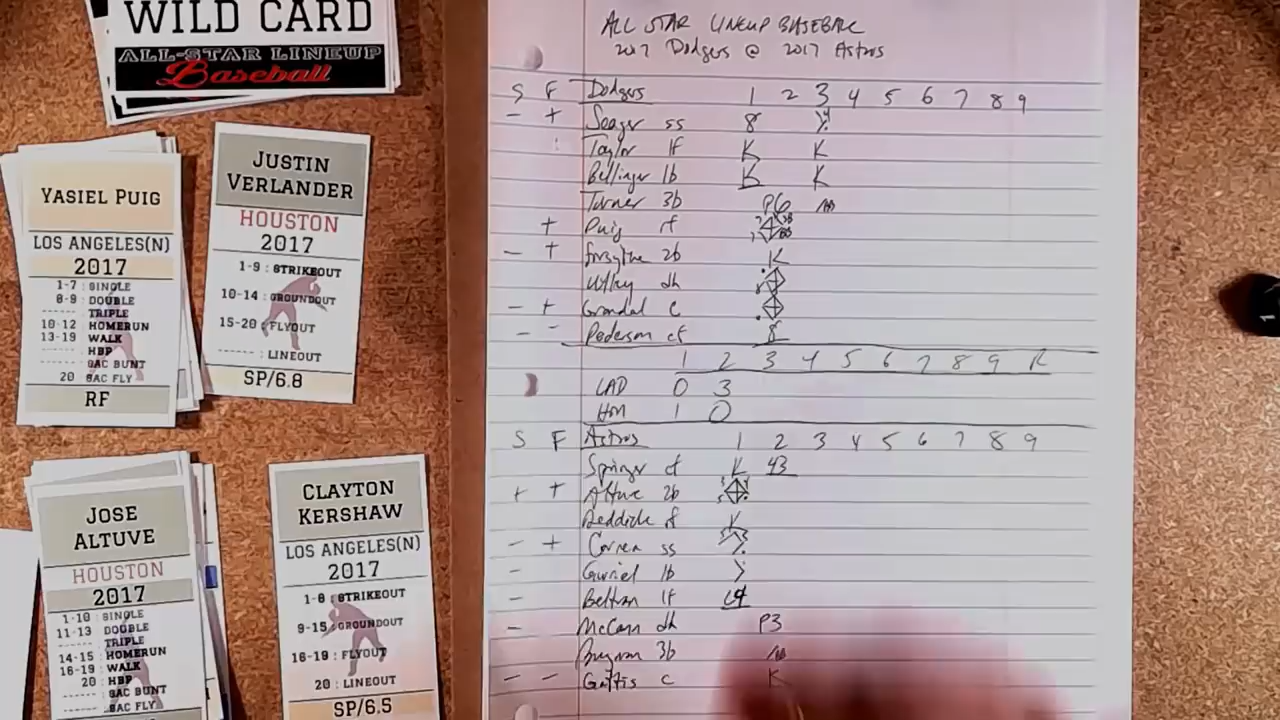 WILD CARD
ALL-STAR LINEUP
Baseball
YASIEL PUIG
LOS ANGELES(N)
2017
1-7 : SINGLE
8-9 : DOUBLE
------ TRIPLE
10-12 : HOMERUN
13-19 : WALK
------ HBP
------ SAC BUNT
20 : SAC FLY
RF
JUSTIN
VERLANDER
HOUSTON
2017
1-9 : STRIKEOUT
10-14 : GROUNDOUT
15-20 : FLYOUT
------ : LINEOUT
SP/6.8
JOSE
ALTUVE
HOUSTON
2017
1-10 : SINGLE
11-13 : DOUBLE
------ TRIPLE
14-15 : HOMERUN
16-19 : WALK
20 : HBP
------ SAC BUNT
------ SAC FLY
CLAYTON
KERSHAW
LOS ANGELES(N)
2017
1-8 : STRIKEOUT
9-15 : GROUNDOUT
16-19 : FLYOUT
20 : LINEOUT
SP/6.5
ALL STAR LINEUP BASEBALL
2017 Dodgers @ 2017 Astros
S F Dodgers 1 2 3 4 5 6 7 8 9
- + Seager ss 8
Taylor lf K K
Bellinger 1b K K
Turner 3b P6
+ Puig rf
- + Forsythe 2b K
Utley dh
- + Grandal c
- - Pederson cf 8
1 2 3 4 5 6 7 8 9 R
LAD 0 3
HOU 1 0
S F Astros 1 2 3 4 5 6 7 8 9
Springer cf K 43
+ + Altuve 2b
Reddick rf K
- + Correa ss
- Gurriel 1b
- Beltran lf L4
- McCann dh P3
Bregman 3b
- - Gattis c K